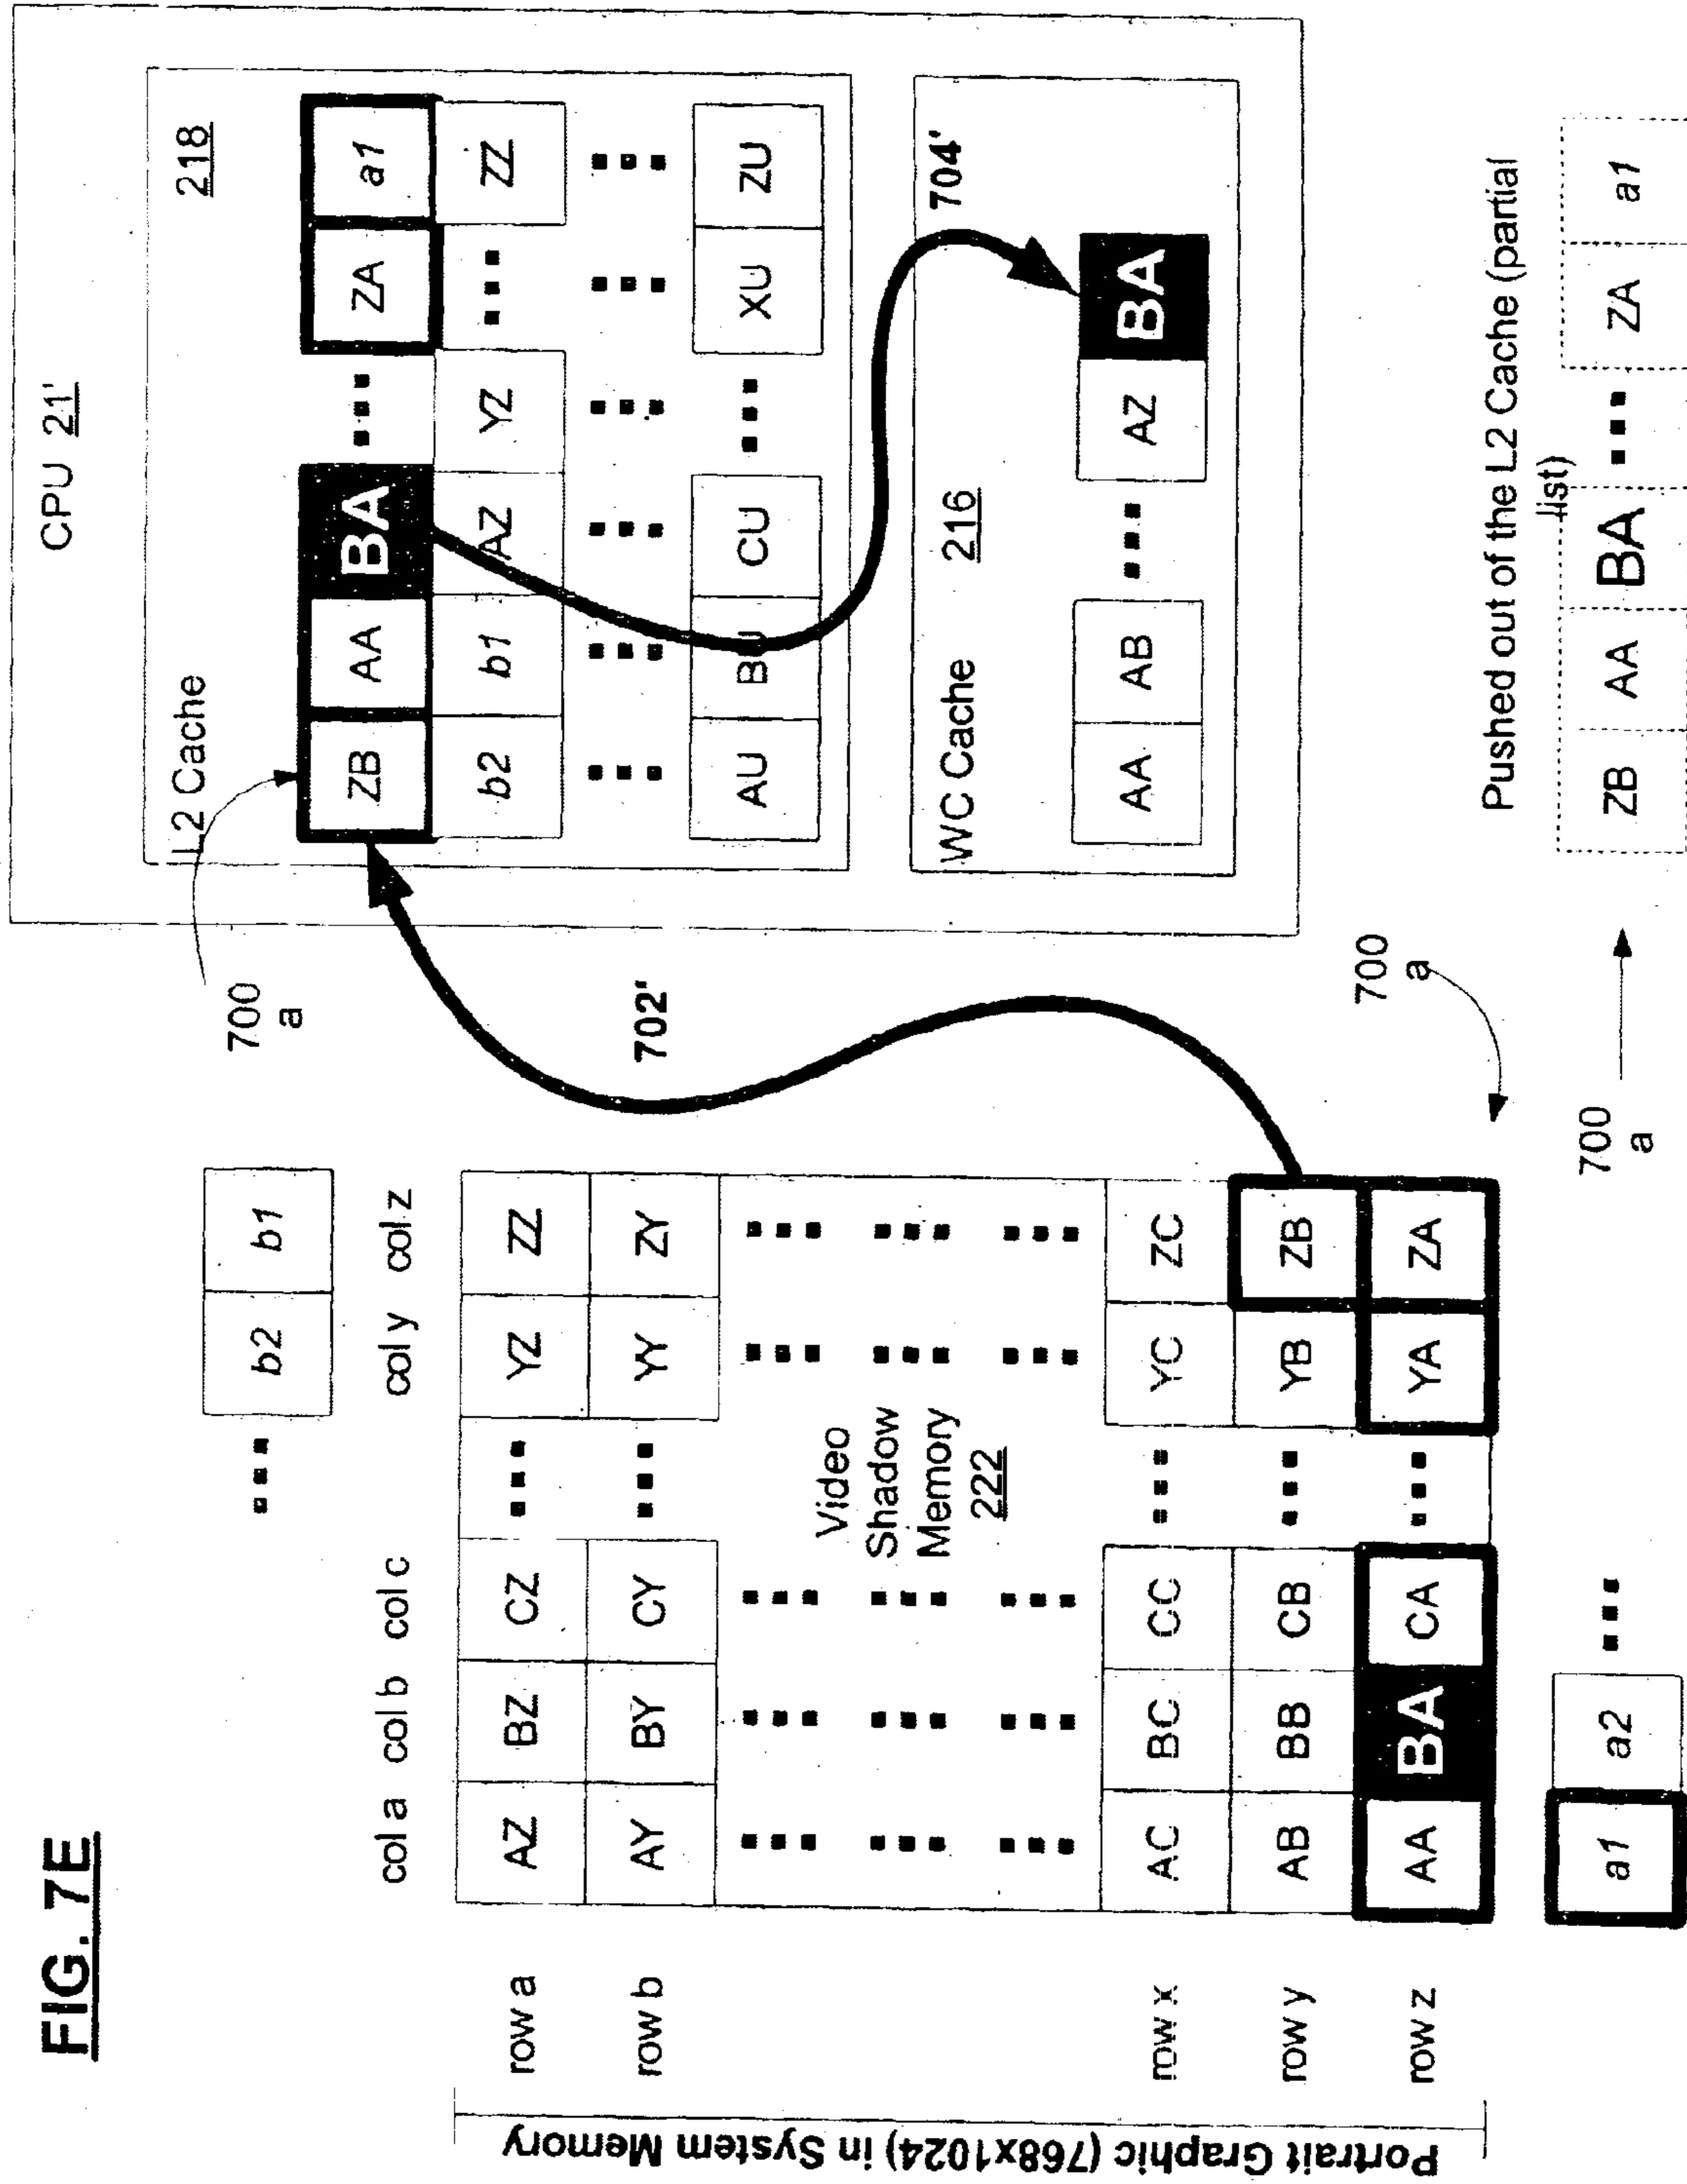 FIG. 7E
b2 b1
col a col b col c col y col z
row a AZ BZ CZ YZ ZZ
row b AY BY CY YY ZY
Video
Shadow
Memory
222
row x AC BC CC YC ZC
row y AB BB CB YB ZB
row z AA BA CA YA ZA
a1 a2
Portrait Graphic (768x1024) in System Memory
700
a
702'
700
a
700
a
CPU 21'
L2 Cache 218
ZB AA BA ZA a1
b2 b1 AZ YZ ZZ
AU BU CU XU ZU
WC Cache 216
704'
AA AB AZ BA
Pushed out of the L2 Cache (partial
list)
ZB AA BA ZA a1